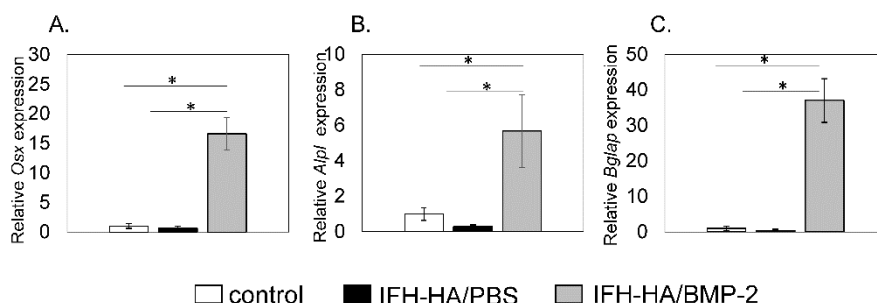 A.
B.
C.
Relative Osx expression
30
25
20
15
10
5
0
*
*
Relative Alpl expression
10
8
6
4
2
0
*
*
Relative Bglap expression
50
40
30
20
10
0
*
*
control
IFH-HA/PBS
IFH-HA/BMP-2